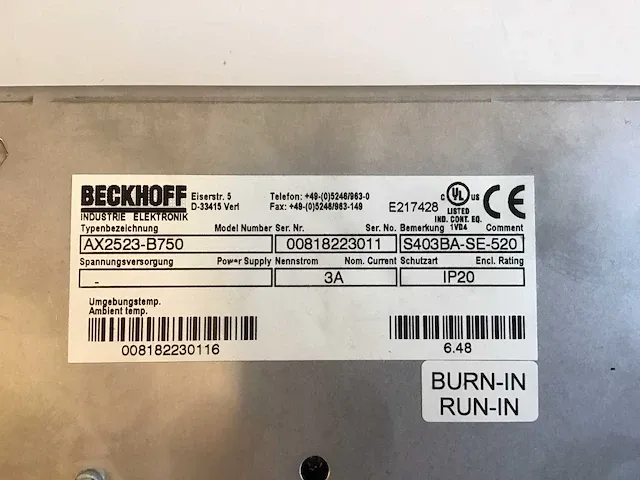 BECKHOFF
INDUSTRIE ELEKTRONIK
Eiserstr. 5
D-33415 Verl
Telefon: +49-(0)5246/963-0
Fax: +49-(0)5246/963-149
E217428
C UL US
LISTED
IND. CONT. EQ.
1VD4
CE
Typenbezeichnung Model Number Ser. Nr. Ser. No. Bemerkung Comment
AX2523-B750 00818223011 S403BA-SE-520
Spannungsversorgung Power Supply Nennstrom Nom. Current Schutzart Encl. Rating
- 3A IP20
Umgebungstemp.
Ambient temp.
008182230116 6.48
BURN-IN
RUN-IN